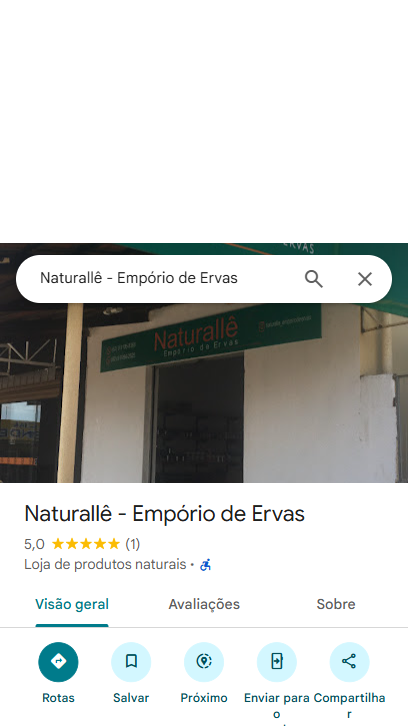 ERVAS
Naturallê - Empório de Ervas
Naturallê
Empório de Ervas
Naturallê - Empório de Ervas
5,0 (1)
Loja de produtos naturais ·
Visão geral Avaliações Sobre
Rotas Salvar Próximo Enviar para o Compartilhar